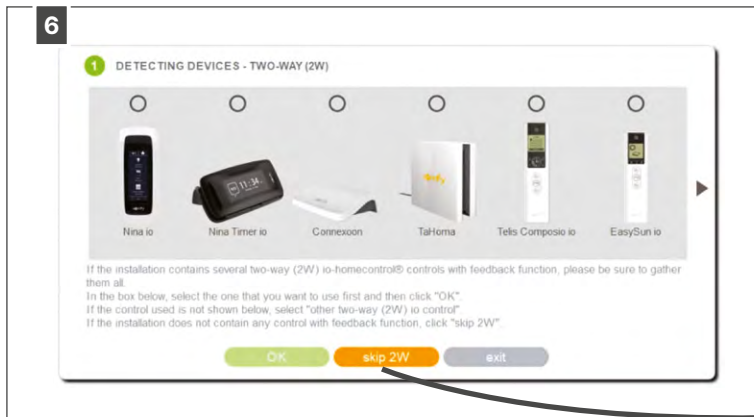 6
1 DETECTING DEVICES - TWO-WAY (2W)
somfy
Nina io Nina Timer io Connexoon TaHoma Telis Composio io EasySun io
If the installation contains several two-way (2W) io-homecontrol® controls with feedback function, please be sure to gather
them all.
In the box below, select the one that you want to use first and then click "OK".
If the control used is not shown below, select "other two-way (2W) io control".
If the installation does not contain any control with feedback function, click "skip 2W".
OK skip 2W exit